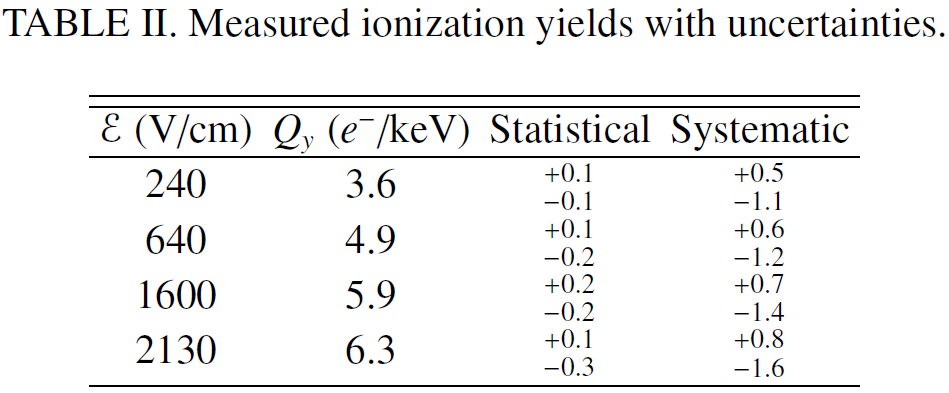 TABLE II. Measured ionization yields with uncertainties.
ℰ (V/cm) Qy (e−/keV) Statistical Systematic
240 3.6 +0.1 −0.1 +0.5 −1.1
640 4.9 +0.1 −0.2 +0.6 −1.2
1600 5.9 +0.2 −0.2 +0.7 −1.4
2130 6.3 +0.1 −0.3 +0.8 −1.6